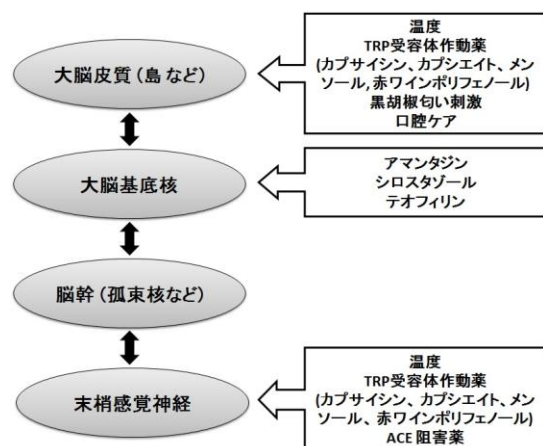 温度
TRP受容体作動薬
(カプサイシン、カプシエイト、メン
ソール, 赤ワインポリフェノール)
黒胡椒匂い刺激
口腔ケア
大脳皮質（島など）
アマンタジン
シロスタゾール
テオフィリン
大脳基底核
脳幹（孤束核など）
温度
TRP受容体作動薬
(カプサイシン、カプシエイト、メン
ソール、赤ワインポリフェノール)
ACE 阻害薬
末梢感覚神経